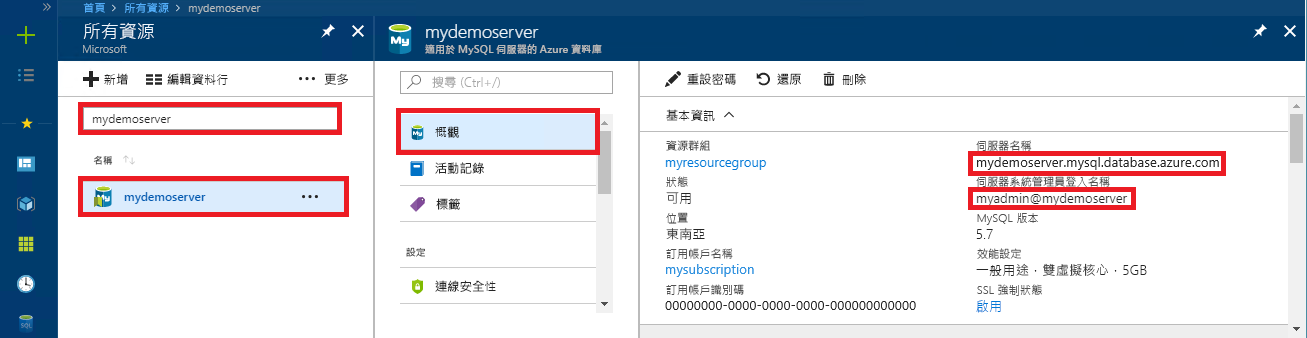 首頁 > 所有資源 > mydemoserver
所有資源
Microsoft
新增 編輯資料行 ••• 更多
mydemoserver
名稱
mydemoserver •••
mydemoserver
適用於 MySQL 伺服器的 Azure 資料庫
搜尋 (Ctrl+/)
概觀
活動記錄
標籤
設定
連線安全性
重設密碼 還原 刪除
基本資訊
資源群組
myresourcegroup
狀態
可用
位置
東南亞
訂用帳戶名稱
mysubscription
訂用帳戶識別碼
00000000-0000-0000-0000-000000000000
伺服器名稱
mydemoserver.mysql.database.azure.com
伺服器系統管理員登入名稱
myadmin@mydemoserver
MySQL 版本
5.7
效能設定
一般用途，雙虛擬核心，5GB
SSL 強制狀態
啟用
My
My
SQL